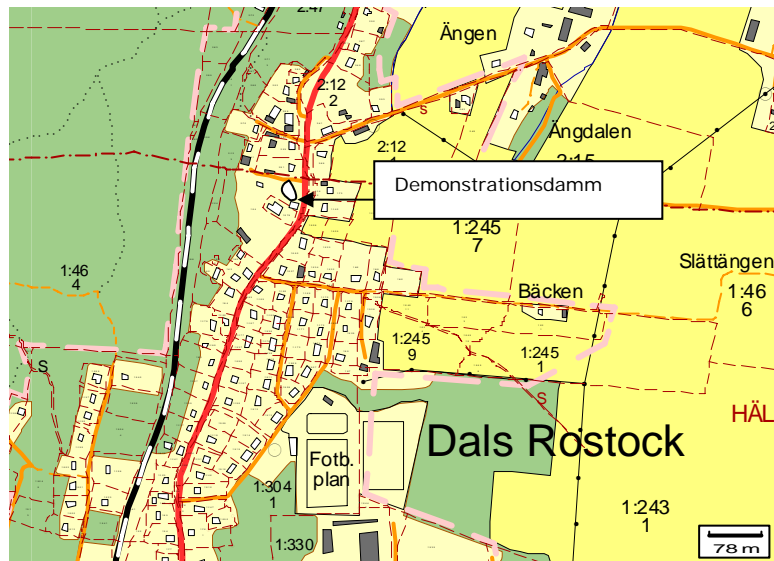 2:47
Ängen
2:12
2
S
Ängdalen
2:12
1
2:15
Demonstrationsdamm
1:245
7
Slättängen
1:46
4
Bäcken
1:46
6
S
1:245
9
1:245
1
S
HÄL
Dals Rostock
Fotb.
plan
1:304
1
1:243
1
1:330
78 m